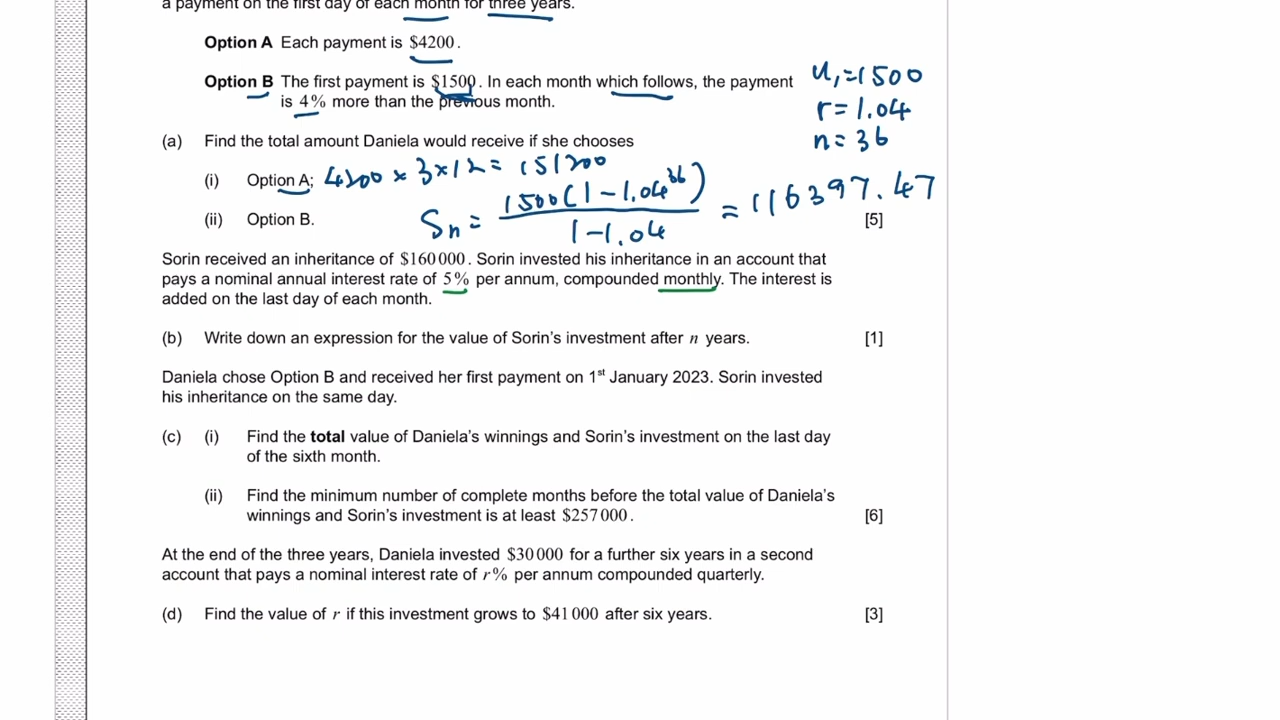 a payment on the first day of each month for three years.
Option A Each payment is $4200.
Option B The first payment is $1500. In each month which follows, the payment
is 4% more than the previous month.
u₁=1500
r=1.04
n=36
(a) Find the total amount Daniela would receive if she chooses
(i) Option A; 4200 × 3×12= 151200
(ii) Option B. Sn = 1500(1-1.04^36) / 1-1.04 = 116397.47 [5]
Sorin received an inheritance of $160000. Sorin invested his inheritance in an account that
pays a nominal annual interest rate of 5% per annum, compounded monthly. The interest is
added on the last day of each month.
(b) Write down an expression for the value of Sorin's investment after n years. [1]
Daniela chose Option B and received her first payment on 1st January 2023. Sorin invested
his inheritance on the same day.
(c) (i) Find the total value of Daniela's winnings and Sorin's investment on the last day
of the sixth month.
(ii) Find the minimum number of complete months before the total value of Daniela's
winnings and Sorin's investment is at least $257000. [6]
At the end of the three years, Daniela invested $30000 for a further six years in a second
account that pays a nominal interest rate of r% per annum compounded quarterly.
(d) Find the value of r if this investment grows to $41000 after six years. [3]